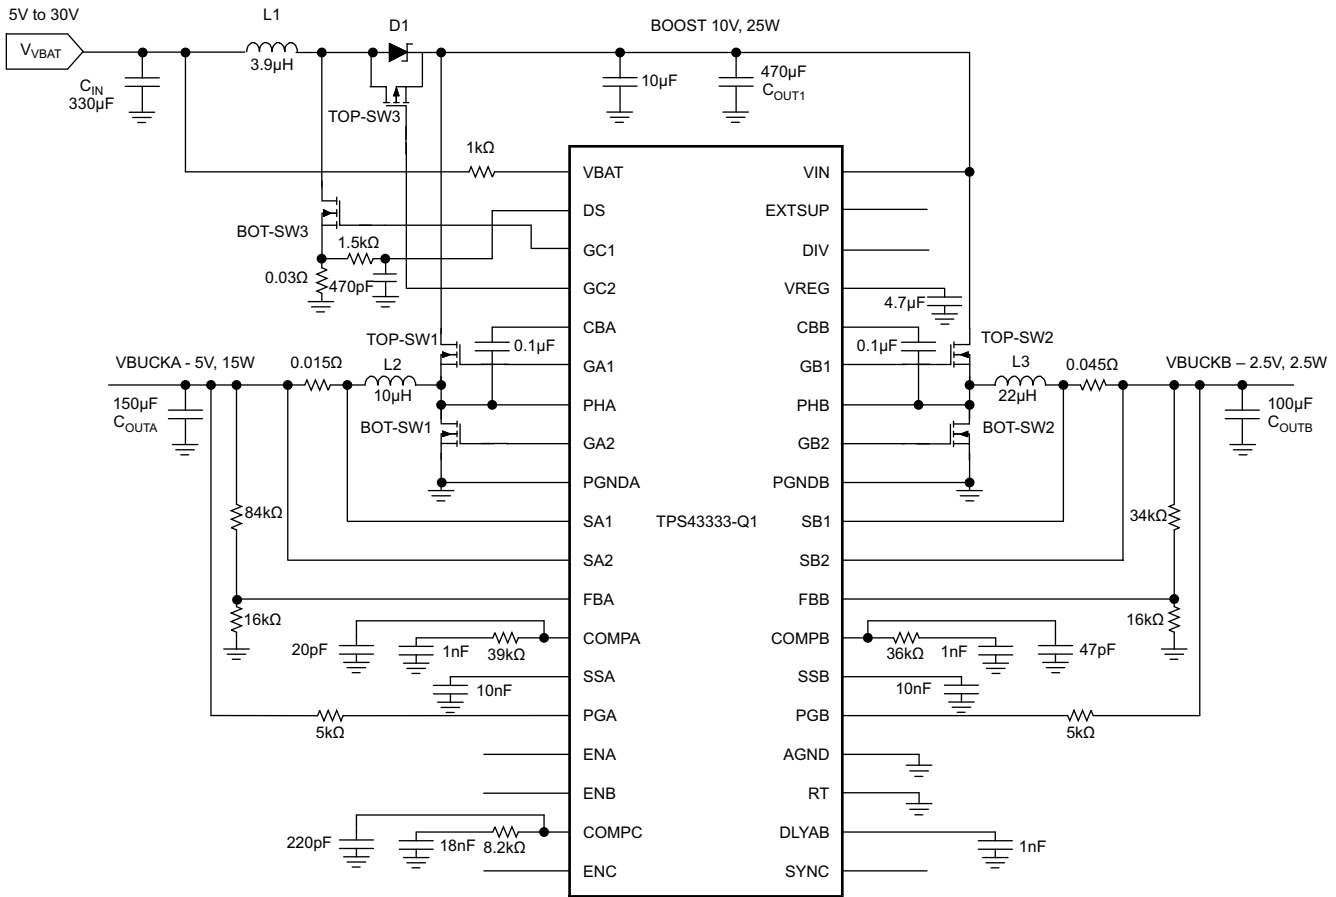 5V to 30V
L1
D1
BOOST 10V, 25W
V_VBAT
3.9µH
C_IN
330µF
10µF
470µF
C_OUT1
TOP-SW3
1kΩ
VBAT
VIN
DS
EXTSUP
BOT-SW3
1.5kΩ
GC1
DIV
0.03Ω
470pF
GC2
VREG
4.7µF
CBA
CBB
TOP-SW1
0.1µF
0.1µF
TOP-SW2
VBUCKA - 5V, 15W
0.015Ω
L2
GA1
GB1
L3
0.045Ω
VBUCKB – 2.5V, 2.5W
10µH
22µH
150µF
C_OUTA
PHA
PHB
100µF
C_OUTB
BOT-SW1
BOT-SW2
GA2
GB2
PGNDA
PGNDB
84kΩ
SA1
TPS43333-Q1
SB1
34kΩ
SA2
SB2
FBA
FBB
16kΩ
16kΩ
20pF
1nF
39kΩ
COMPA
COMPB
36kΩ
1nF
47pF
10nF
SSA
SSB
10nF
5kΩ
PGA
PGB
5kΩ
ENA
AGND
ENB
RT
220pF
18nF
8.2kΩ
COMPC
DLYAB
1nF
ENC
SYNC